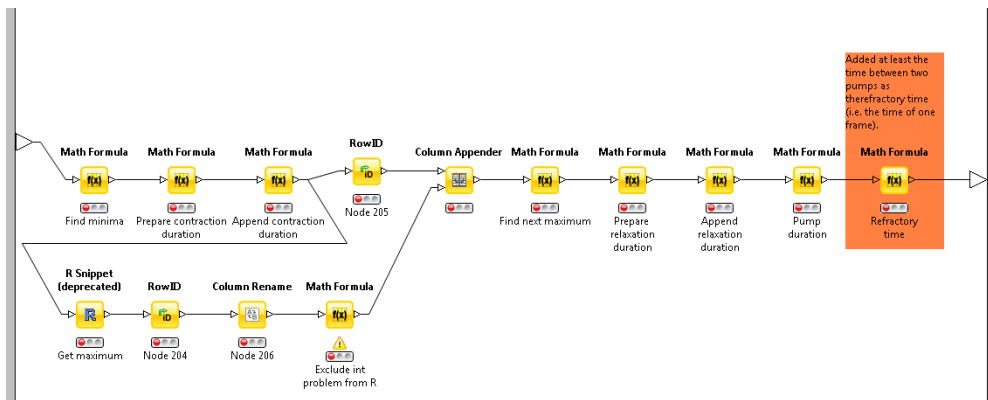 Added at least the
time between two
pumps as
therefractory time
(i.e. the time of one
frame).
Math Formula
f(x)
Find minima
Math Formula
f(x)
Prepare contraction
duration
Math Formula
f(x)
Append contraction
duration
RowID
ID
Node 205
Column Appender
Math Formula
f(x)
Find next maximum
Math Formula
f(x)
Prepare
relaxation
duration
Math Formula
f(x)
Append
relaxation
duration
Math Formula
f(x)
Pump
duration
Math Formula
f(x)
Refractory
time
R Snippet
(deprecated)
R
Get maximum
RowID
ID
Node 204
Column Rename
Node 206
Math Formula
f(x)
Exclude int
problem from R